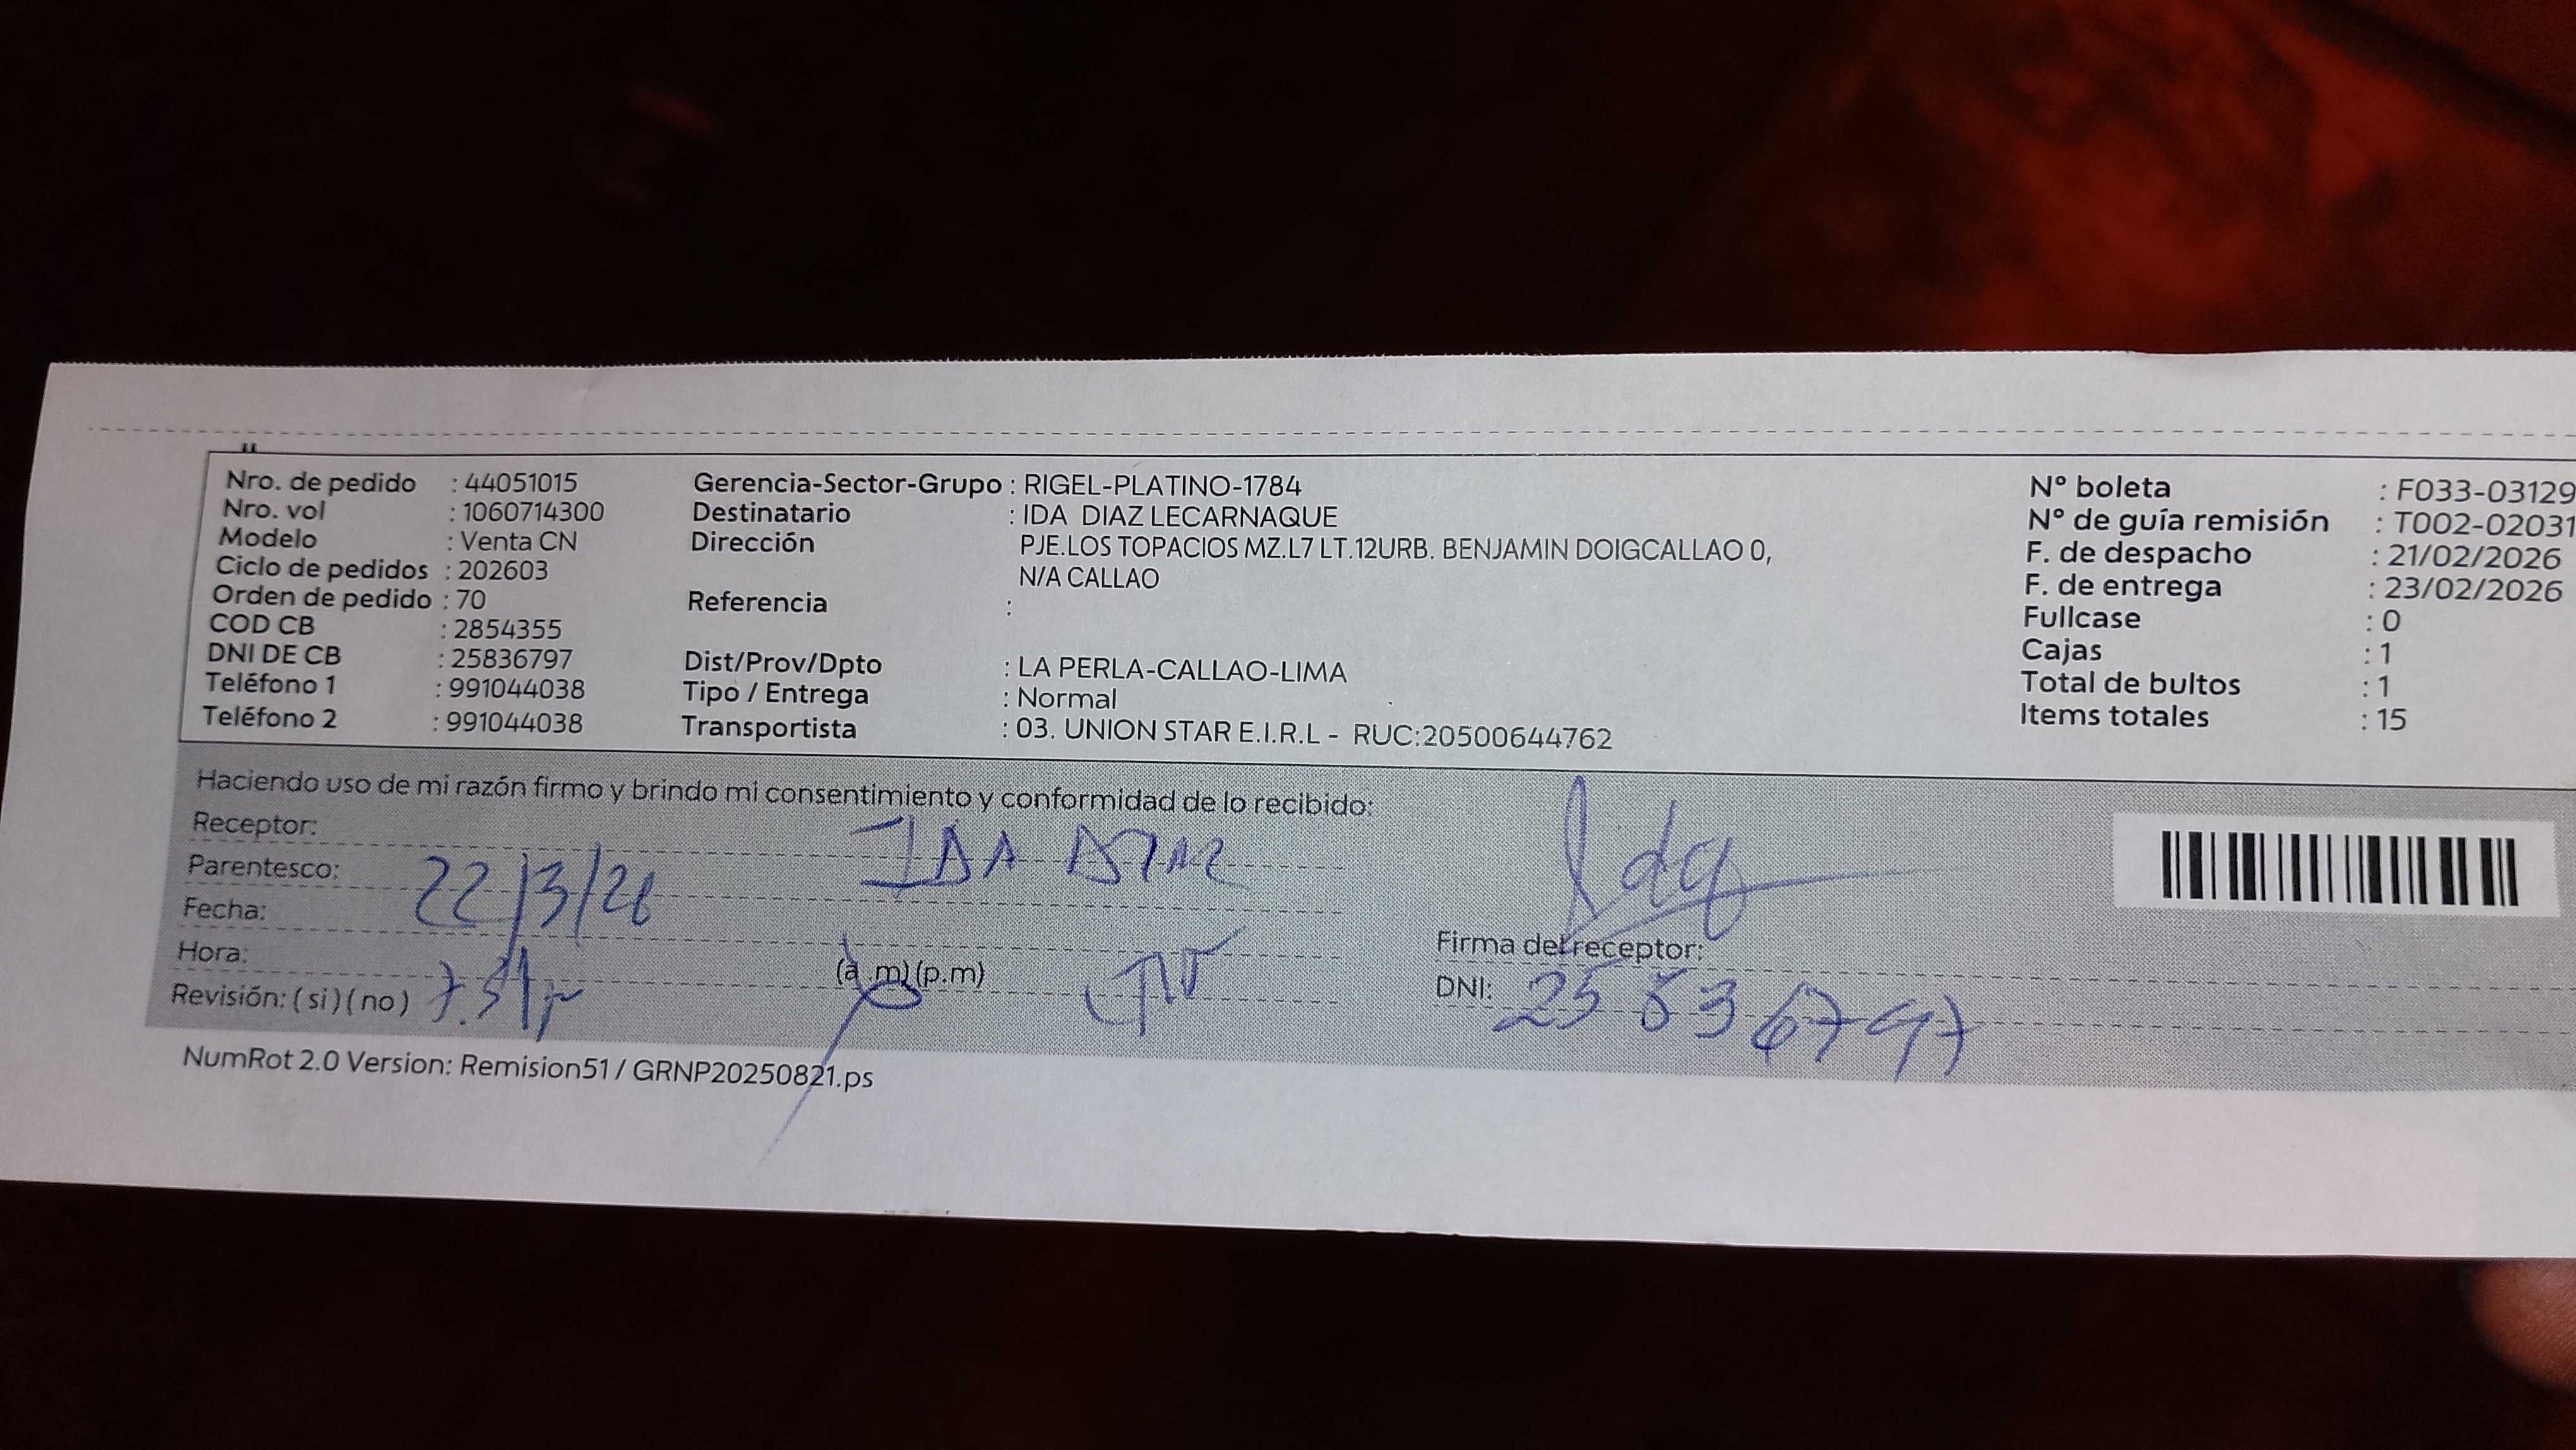 Nro. de pedido : 44051015
Nro. vol : 1060714300
Modelo : Venta CN
Ciclo de pedidos : 202603
Orden de pedido : 70
COD CB : 2854355
DNI DE CB : 25836797
Teléfono 1 : 991044038
Teléfono 2 : 991044038
Gerencia-Sector-Grupo : RIGEL-PLATINO-1784
Destinatario : IDA DIAZ LECARNAQUE
Dirección PJE.LOS TOPACIOS MZ.L7 LT.12URB. BENJAMIN DOIGCALLAO 0,
N/A CALLAO
Referencia :
Dist/Prov/Dpto : LA PERLA-CALLAO-LIMA
Tipo / Entrega : Normal
Transportista : 03. UNION STAR E.I.R.L - RUC:20500644762
N° boleta : F033-03129
N° de guía remisión : T002-02031
F. de despacho : 21/02/2026
F. de entrega : 23/02/2026
Fullcase : 0
Cajas : 1
Total de bultos : 1
Items totales : 15
Haciendo uso de mi razón firmo y brindo mi consentimiento y conformidad de lo recibido:
Receptor: IDA DIAZ
Parentesco:
Fecha: 22/3/26
Hora: (a.m) (p.m)
Revisión: (si) (no)
Ida
Firma del receptor:
DNI: 25836797
NumRot 2.0 Version: Remision51 / GRNP20250821.ps